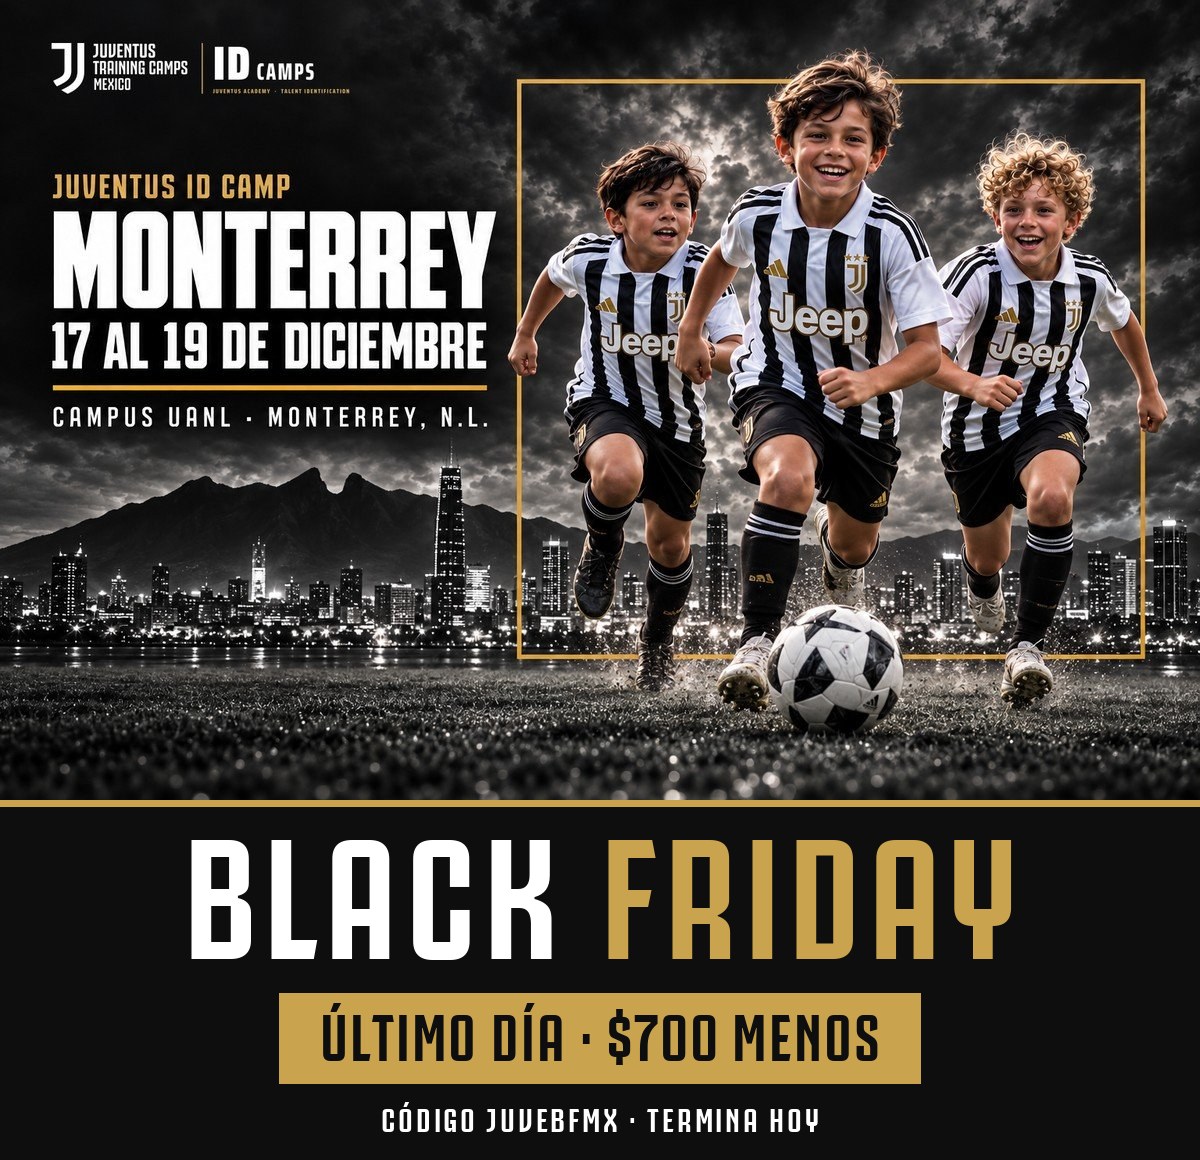 JUVENTUS
TRAINING CAMPS
MEXICO
ID CAMPS
JUVENTUS ACADEMY · TALENT IDENTIFICATION
JUVENTUS ID CAMP
MONTERREY
17 AL 19 DE DICIEMBRE
CAMPUS UANL · MONTERREY, N.L.
Jeep
Jeep
Jeep
BLACK FRIDAY
ÚLTIMO DÍA · $700 MENOS
CÓDIGO JUVEBFMX · TERMINA HOY